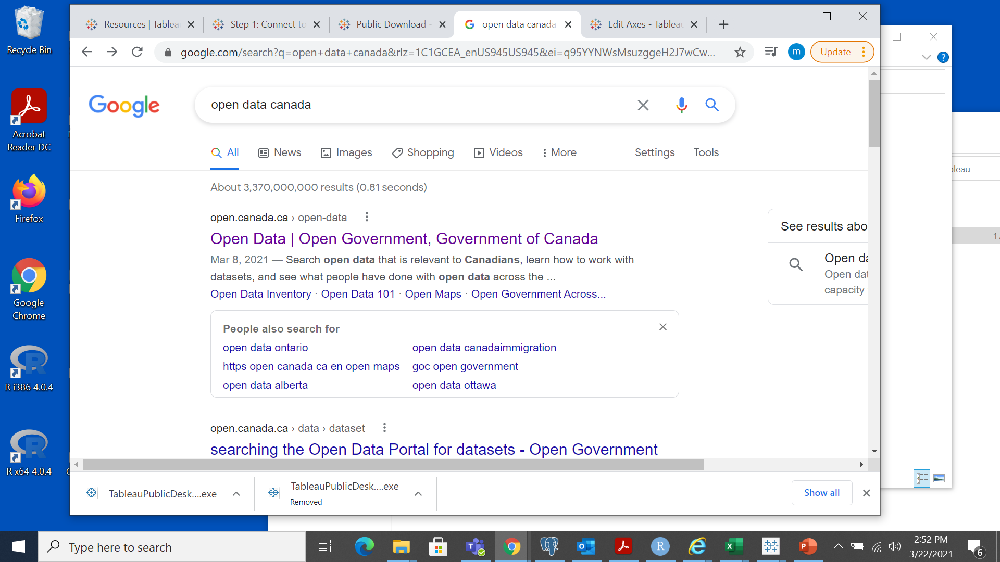 Recycle Bin
Acrobat
Reader DC
Firefox
Google
Chrome
R i386 4.0.4
R x64 4.0.4
Resources | Tablea
Step 1: Connect to
Public Download -
open data canada
Edit Axes - Tableau
google.com/search?q=open+data+canada&rlz=1C1GCEA_enUS945US945&ei=q95YYNWsMsuzggeH2J7wCw...
m
Update
?
Google
open data canada
All
News
Images
Shopping
Videos
More
Settings
Tools
About 3,370,000,000 results (0.81 seconds)
open.canada.ca › open-data
Open Data | Open Government, Government of Canada
Mar 8, 2021 — Search open data that is relevant to Canadians, learn how to work with
datasets, and see what people have done with open data across the ...
Open Data Inventory · Open Data 101 · Open Maps · Open Government Across...
People also search for
open data ontario
open data canadaimmigration
https open canada ca en open maps
goc open government
open data alberta
open data ottawa
open.canada.ca › data › dataset
searching the Open Data Portal for datasets - Open Government
See results abo
Open da
Open dat
capacity
bleau
17
TableauPublicDesk....exe
TableauPublicDesk....exe
Removed
Show all
Type here to search
2:52 PM
3/22/2021
6